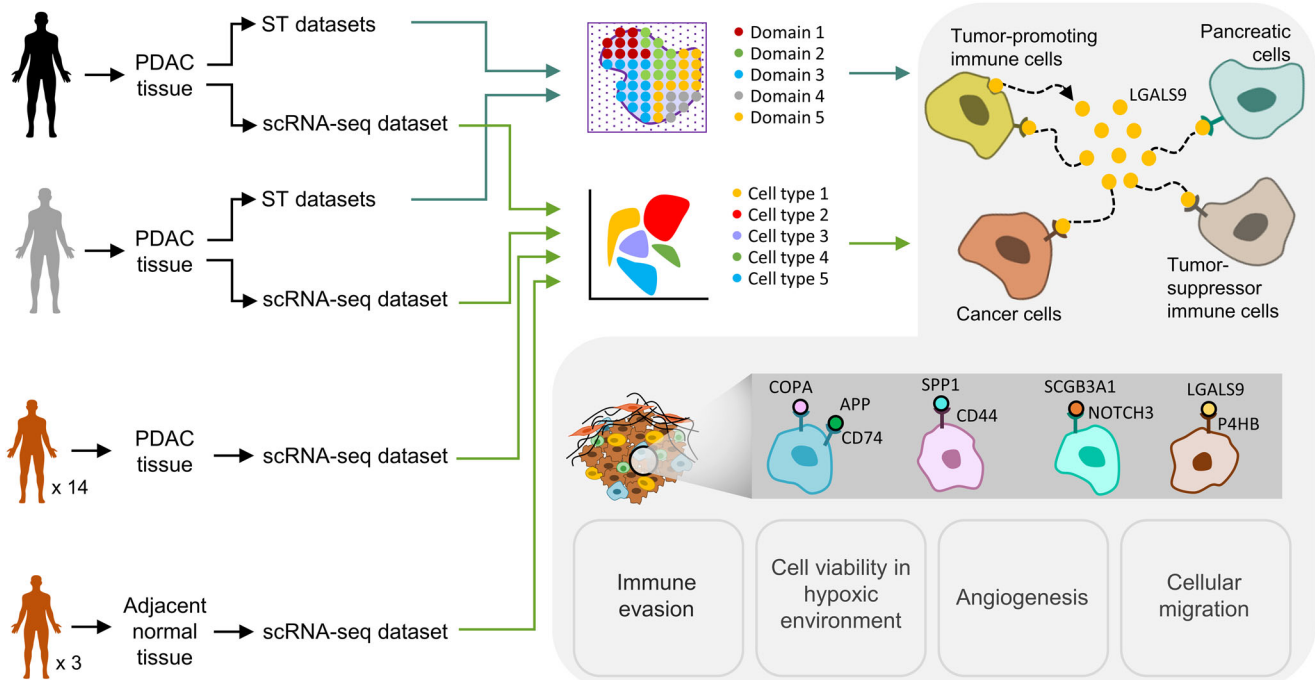 ST datasets
PDAC
tissue
scRNA-seq dataset
ST datasets
PDAC
tissue
scRNA-seq dataset
PDAC
tissue
scRNA-seq dataset
x 14
Adjacent
normal
tissue
scRNA-seq dataset
x 3
Domain 1
Domain 2
Domain 3
Domain 4
Domain 5
Cell type 1
Cell type 2
Cell type 3
Cell type 4
Cell type 5
Tumor-promoting
immune cells
Pancreatic
cells
LGALS9
Cancer cells
Tumor-
suppressor
immune cells
COPA
APP
CD74
SPP1
CD44
SCGB3A1
NOTCH3
LGALS9
P4HB
Immune
evasion
Cell viability in
hypoxic
environment
Angiogenesis
Cellular
migration